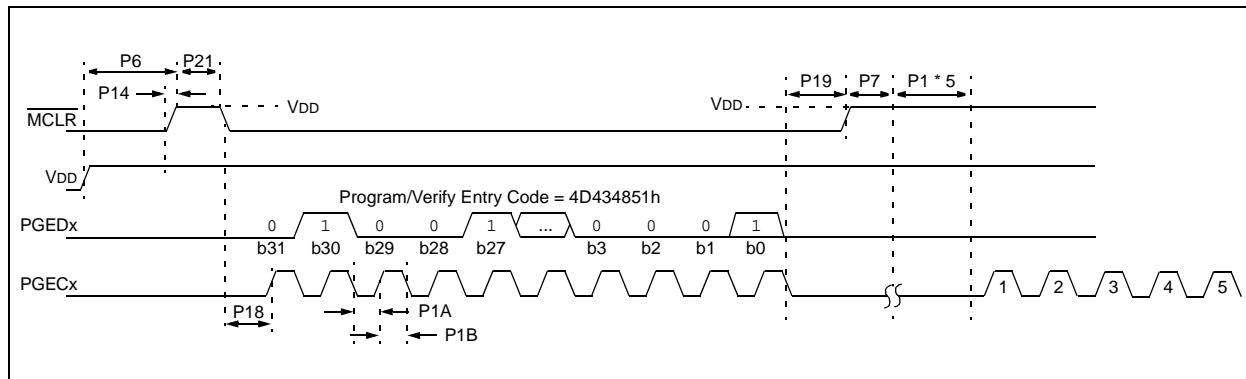 P6 P21 P19 P7 P1 * 5
P14 VDD VDD
MCLR
VDD
Program/Verify Entry Code = 4D434851h
PGEDx 0 1 0 0 1 ... 0 0 0 1
b31 b30 b29 b28 b27 b3 b2 b1 b0
PGECx 1 2 3 4 5
P18 P1A
P1B